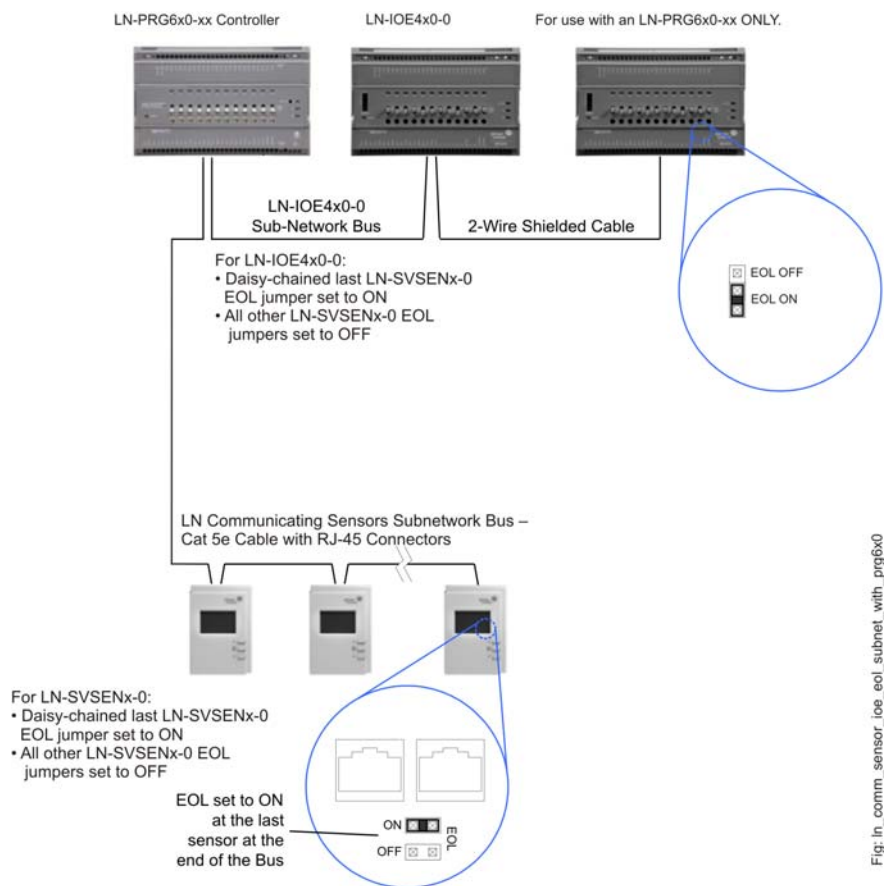 LN-PRG6x0-xx Controller
LN-IOE4x0-0
For use with an LN-PRG6x0-xx ONLY.
LN-IOE4x0-0
Sub-Network Bus
2-Wire Shielded Cable
For LN-IOE4x0-0:
• Daisy-chained last LN-SVSENx-0
EOL jumper set to ON
• All other LN-SVSENx-0 EOL
jumpers set to OFF
EOL OFF
EOL ON
LN Communicating Sensors Subnetwork Bus –
Cat 5e Cable with RJ-45 Connectors
For LN-SVSENx-0:
• Daisy-chained last LN-SVSENx-0
EOL jumper set to ON
• All other LN-SVSENx-0 EOL
jumpers set to OFF
EOL set to ON
at the last
sensor at the
end of the Bus
ON
OFF
EOL
Fig: ln_comm_sensor_ioe_eol_subnet_with_prg6x0